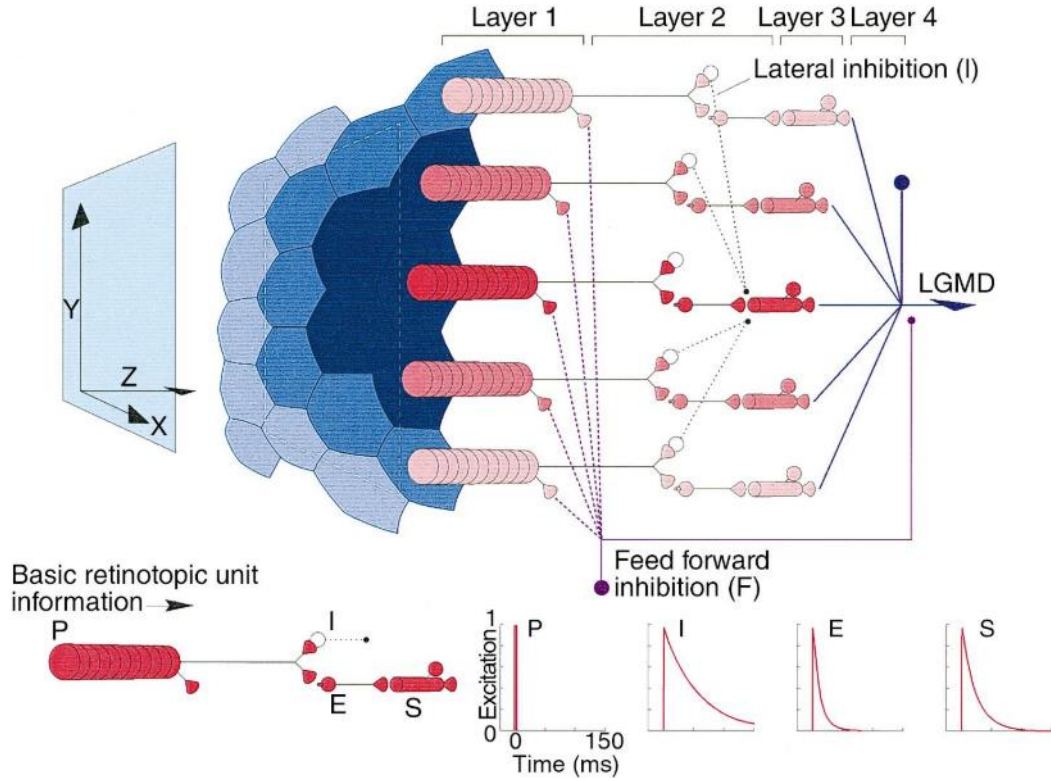 Layer 1
Layer 2
Layer 3
Layer 4
Lateral inhibition (I)
Y
Z
X
LGMD
Feed forward
inhibition (F)
Basic retinotopic unit
information
P
I
E
S
Excitation
1
0
P
0
150
Time (ms)
I
E
S